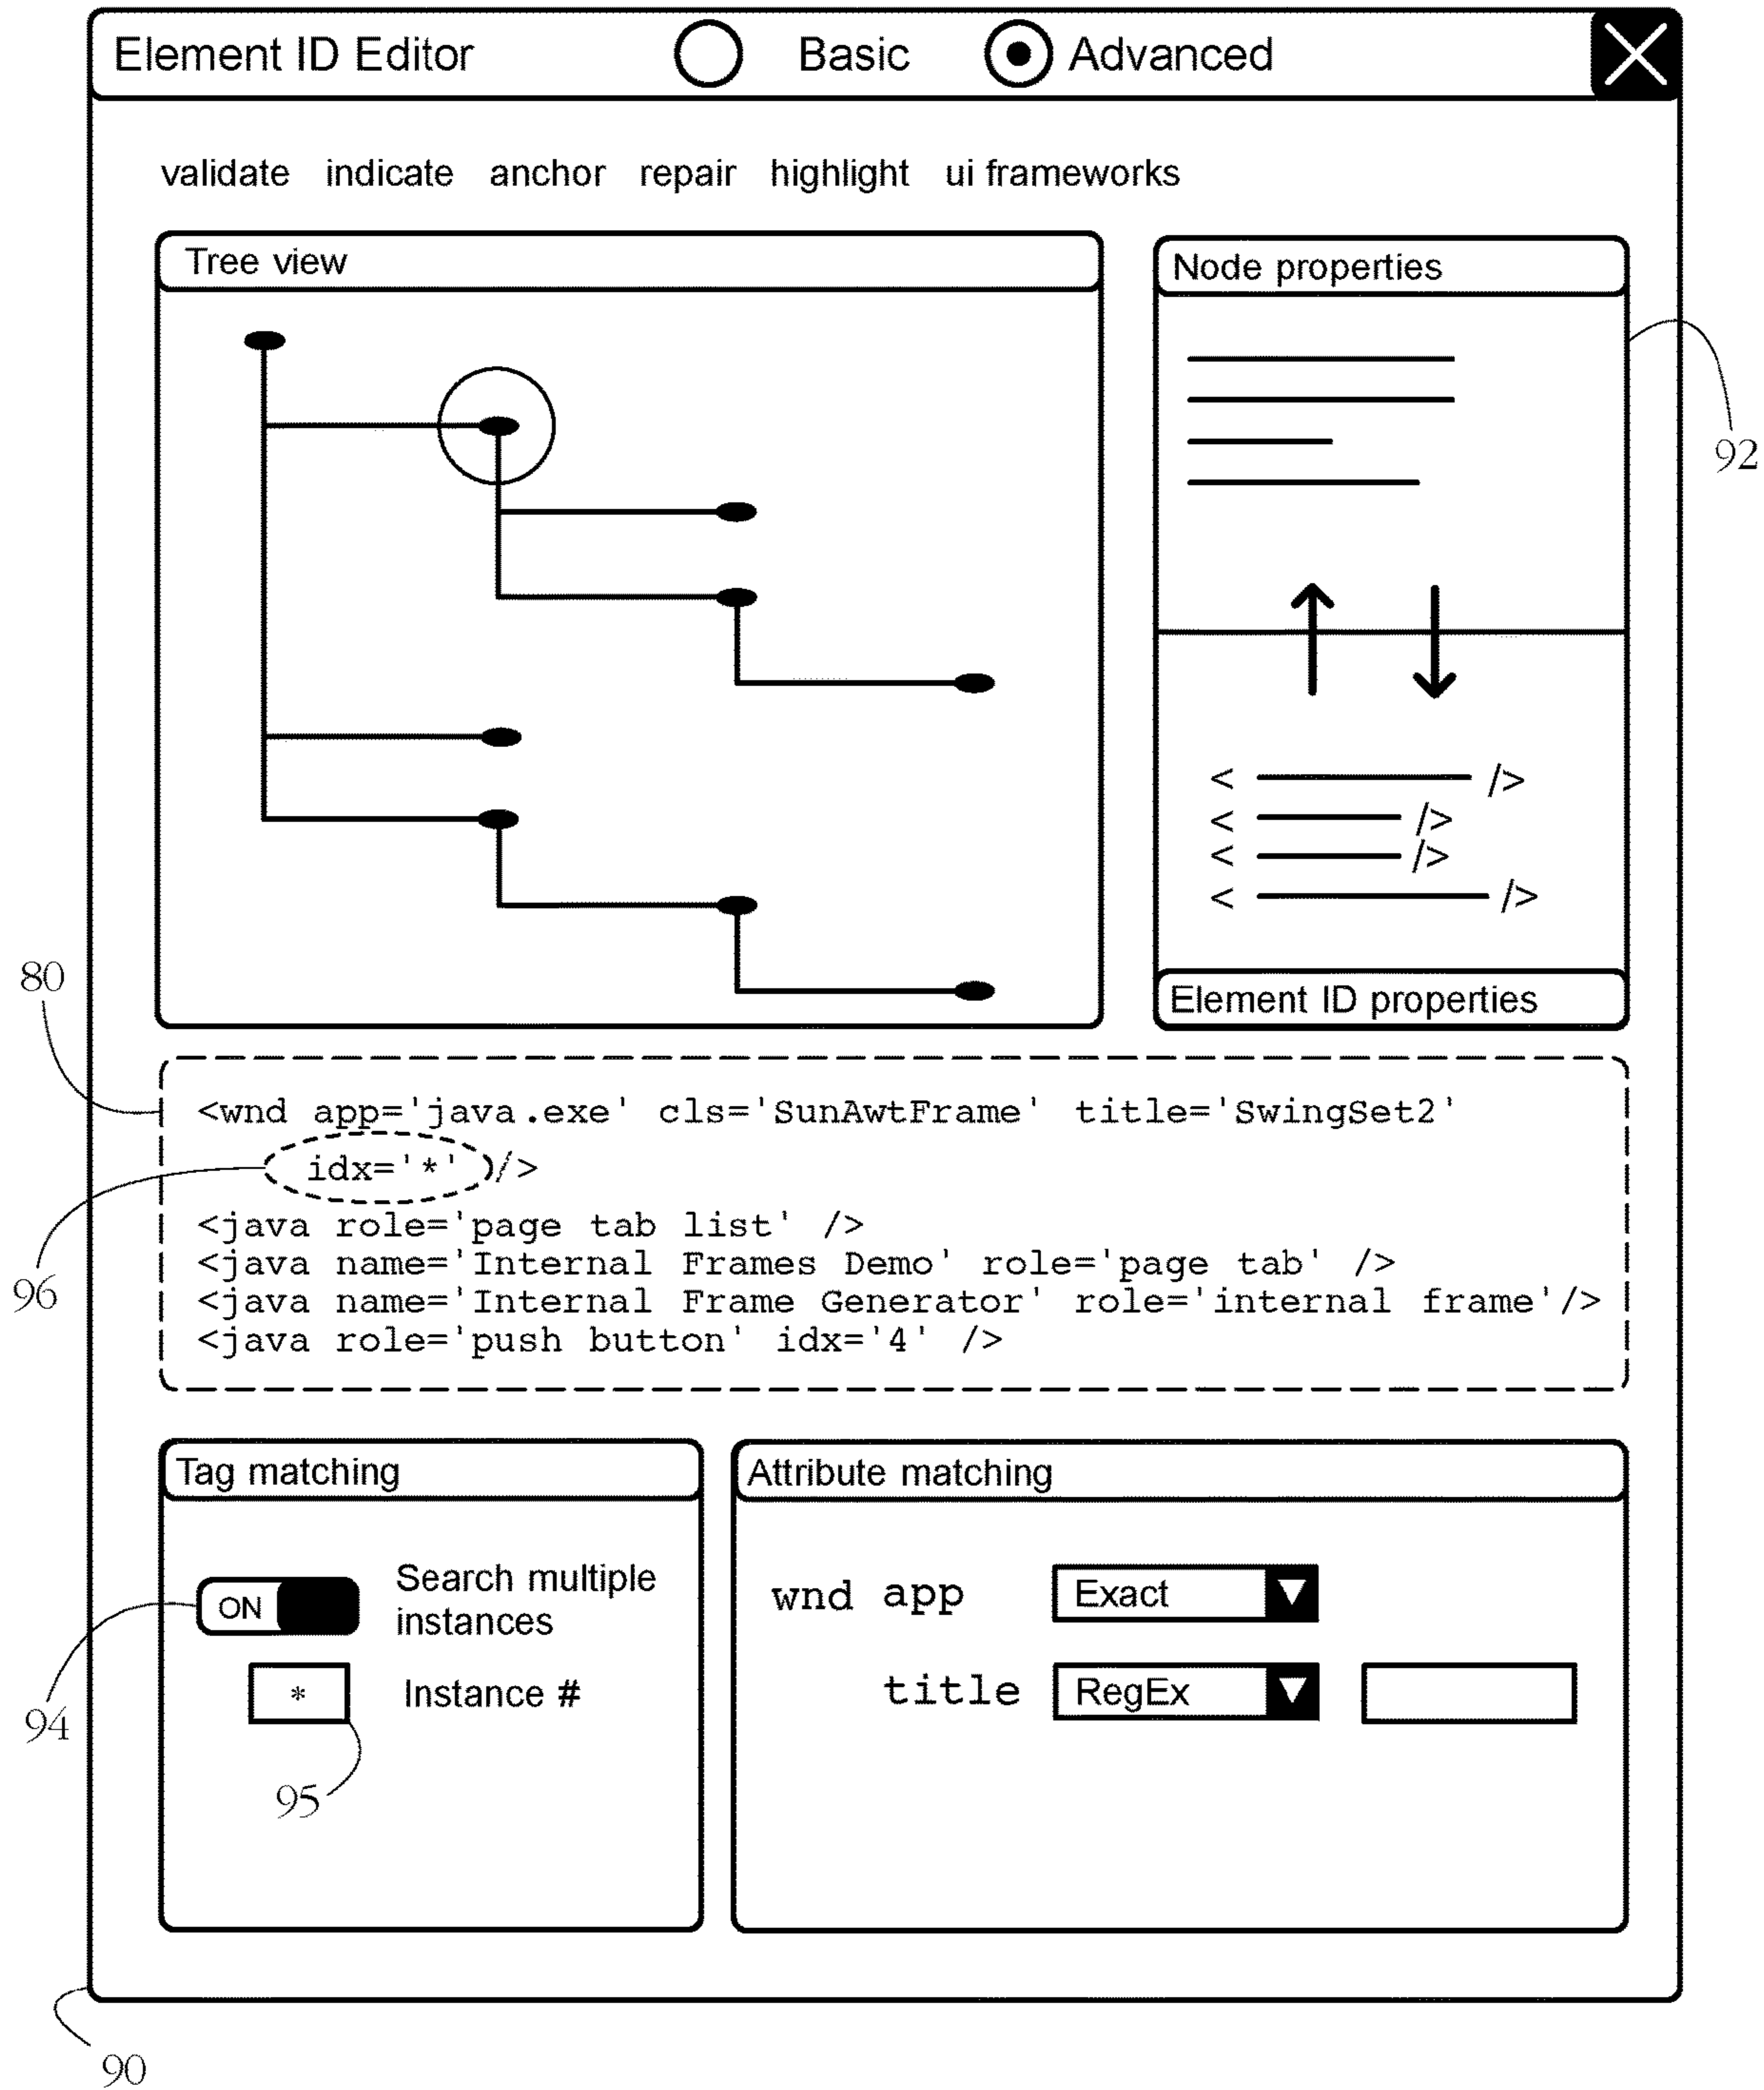 Element ID Editor Basic Advanced
validate indicate anchor repair highlight ui frameworks
Tree view
Node properties
92
< />
< />
< />
< />
Element ID properties
80
<wnd app='java.exe' cls='SunAwtFrame' title='SwingSet2'
idx='*' />
96
<java role='page tab list' />
<java name='Internal Frames Demo' role='page tab' />
<java name='Internal Frame Generator' role='internal frame'/>
<java role='push button' idx='4' />
Tag matching
ON Search multiple
instances
* Instance #
94
95
Attribute matching
wnd app Exact
title RegEx
90